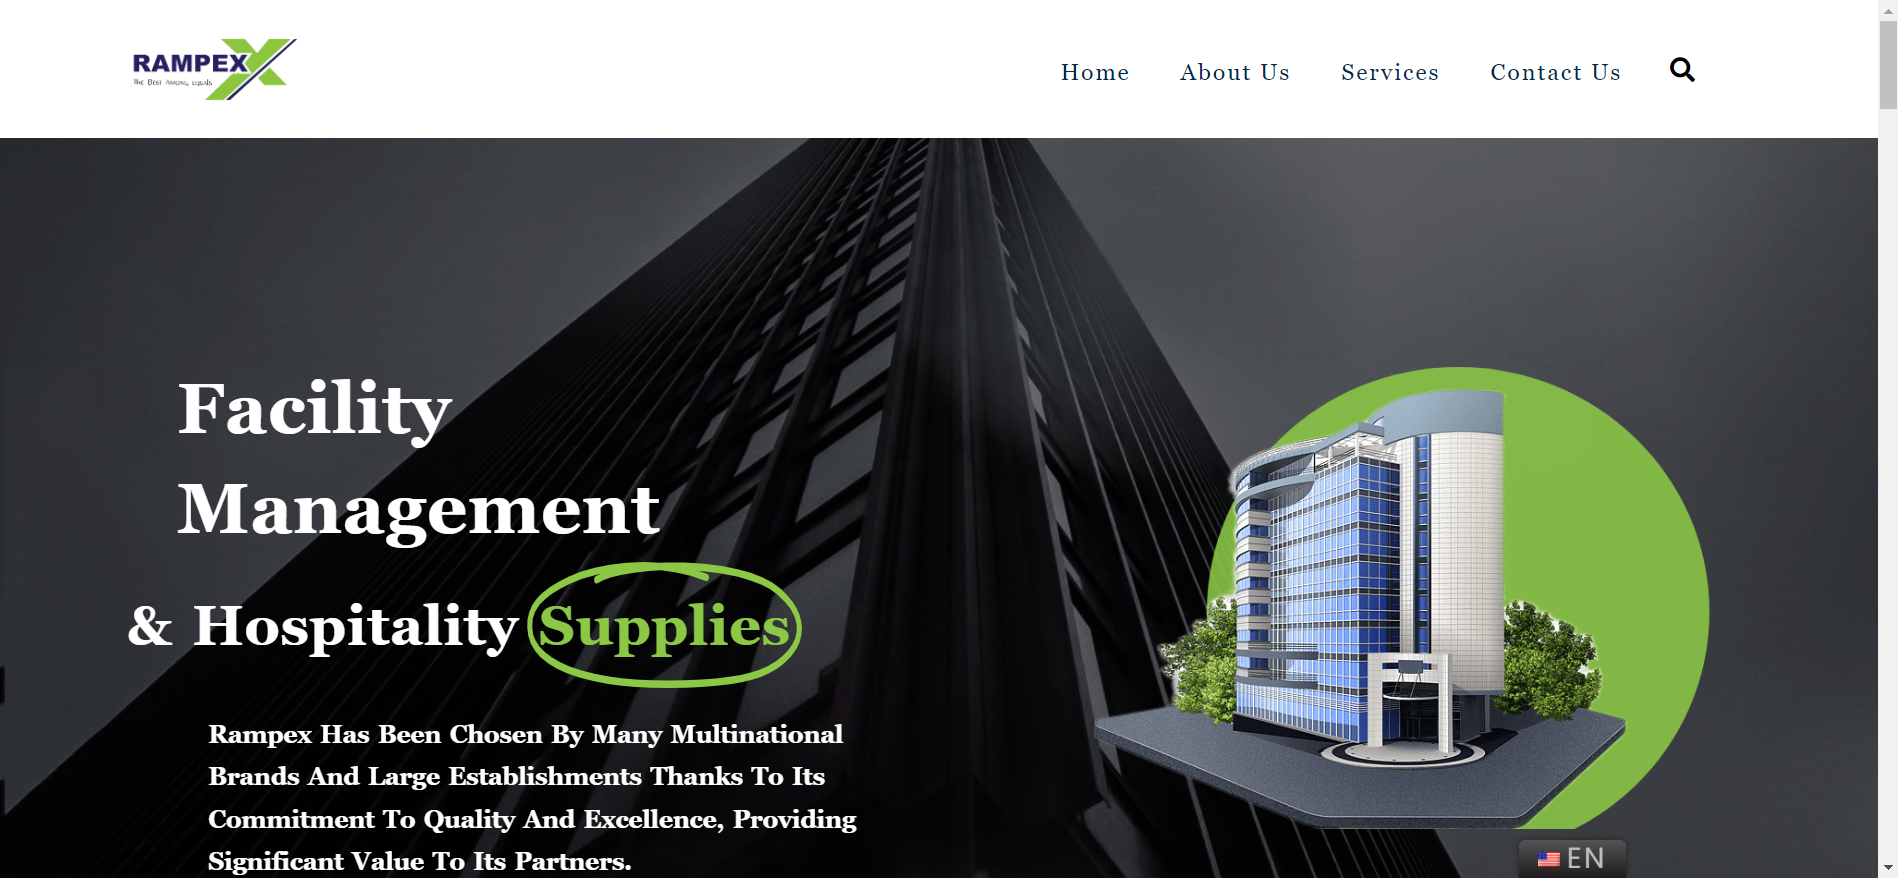 RAMPEX
The Best Among Equals
Home
About Us
Services
Contact Us
Facility
Management
& Hospitality Supplies
Rampex Has Been Chosen By Many Multinational
Brands And Large Establishments Thanks To Its
Commitment To Quality And Excellence, Providing
Significant Value To Its Partners.
EN